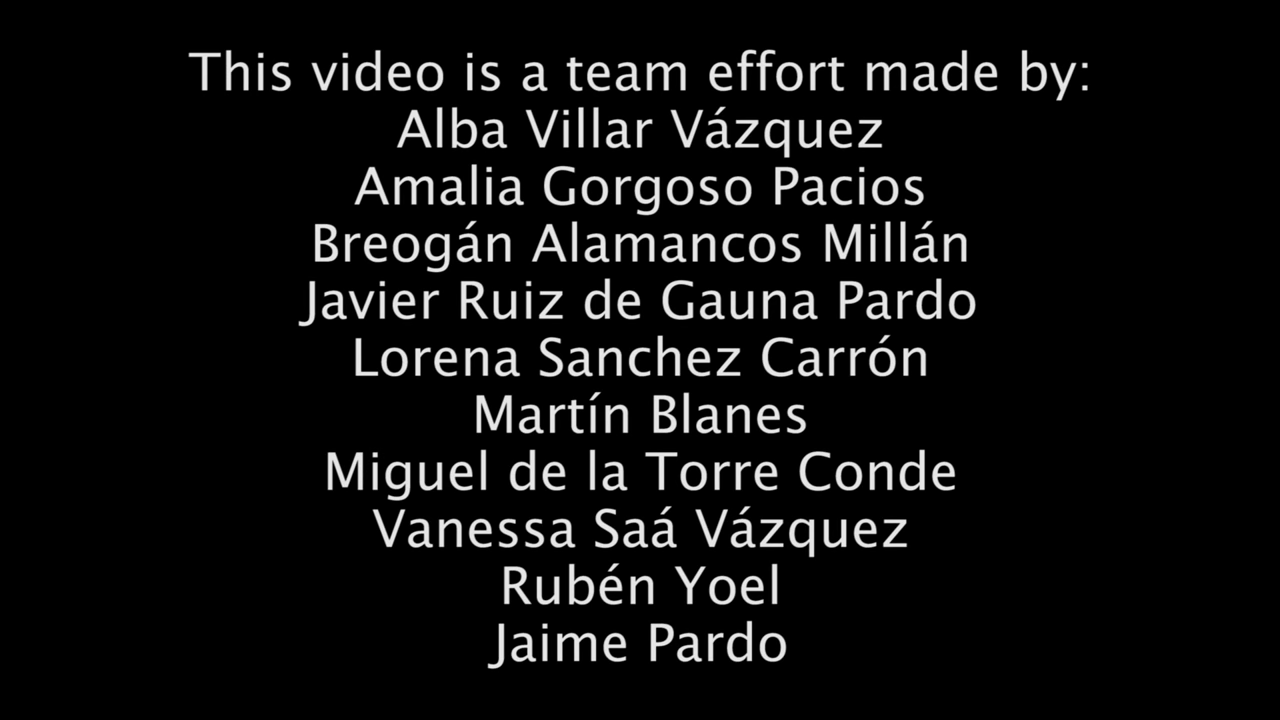 This video is a team effort made by:
Alba Villar Vázquez
Amalia Gorgoso Pacios
Breogán Alamancos Millán
Javier Ruiz de Gauna Pardo
Lorena Sanchez Carrón
Martín Blanes
Miguel de la Torre Conde
Vanessa Saá Vázquez
Rubén Yoel
Jaime Pardo